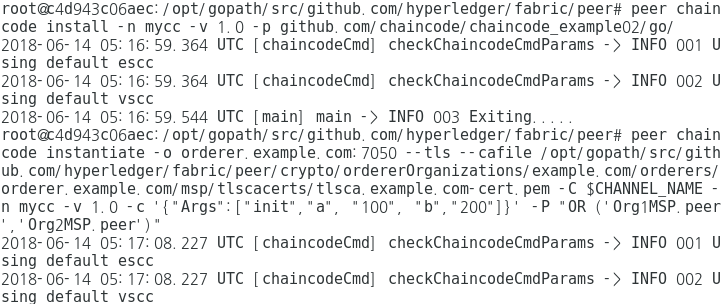 root@c4d943c06aec:/opt/gopath/src/github.com/hyperledger/fabric/peer# peer chain
code install -n mycc -v 1.0 -p github.com/chaincode/chaincode_example02/go/
2018-06-14 05:16:59.364 UTC [chaincodeCmd] checkChaincodeCmdParams -> INFO 001 U
sing default escc
2018-06-14 05:16:59.364 UTC [chaincodeCmd] checkChaincodeCmdParams -> INFO 002 U
sing default vscc
2018-06-14 05:16:59.544 UTC [main] main -> INFO 003 Exiting.....
root@c4d943c06aec:/opt/gopath/src/github.com/hyperledger/fabric/peer# peer chain
code instantiate -o orderer.example.com:7050 --tls --cafile /opt/gopath/src/gith
ub.com/hyperledger/fabric/peer/crypto/ordererOrganizations/example.com/orderers/
orderer.example.com/msp/tlscacerts/tlsca.example.com-cert.pem -C $CHANNEL_NAME -
n mycc -v 1.0 -c '{"Args":["init","a", "100", "b","200"]}' -P "OR ('Org1MSP.peer
','Org2MSP.peer')"
2018-06-14 05:17:08.227 UTC [chaincodeCmd] checkChaincodeCmdParams -> INFO 001 U
sing default escc
2018-06-14 05:17:08.227 UTC [chaincodeCmd] checkChaincodeCmdParams -> INFO 002 U
sing default vscc